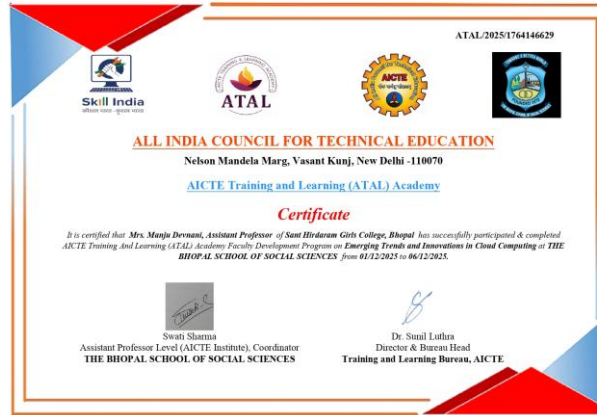 ATAL/2025/1764146629
Skill India
कौशल भारत - कुशल भारत
ATAL
AICTE
ALL INDIA COUNCIL FOR TECHNICAL EDUCATION
Nelson Mandela Marg, Vasant Kunj, New Delhi -110070
AICTE Training and Learning (ATAL) Academy
Certificate
It is certified that Mrs. Manju Devnani, Assistant Professor of Sant Hirdaram Girls College, Bhopal has successfully participated & completed
AICTE Training And Learning (ATAL) Academy Faculty Development Program on Emerging Trends and Innovations in Cloud Computing at THE
BHOPAL SCHOOL OF SOCIAL SCIENCES from 01/12/2025 to 06/12/2025.
Swati Sharma
Assistant Professor Level (AICTE Institute), Coordinator
THE BHOPAL SCHOOL OF SOCIAL SCIENCES
Dr. Sunil Luthra
Director & Bureau Head
Training and Learning Bureau, AICTE